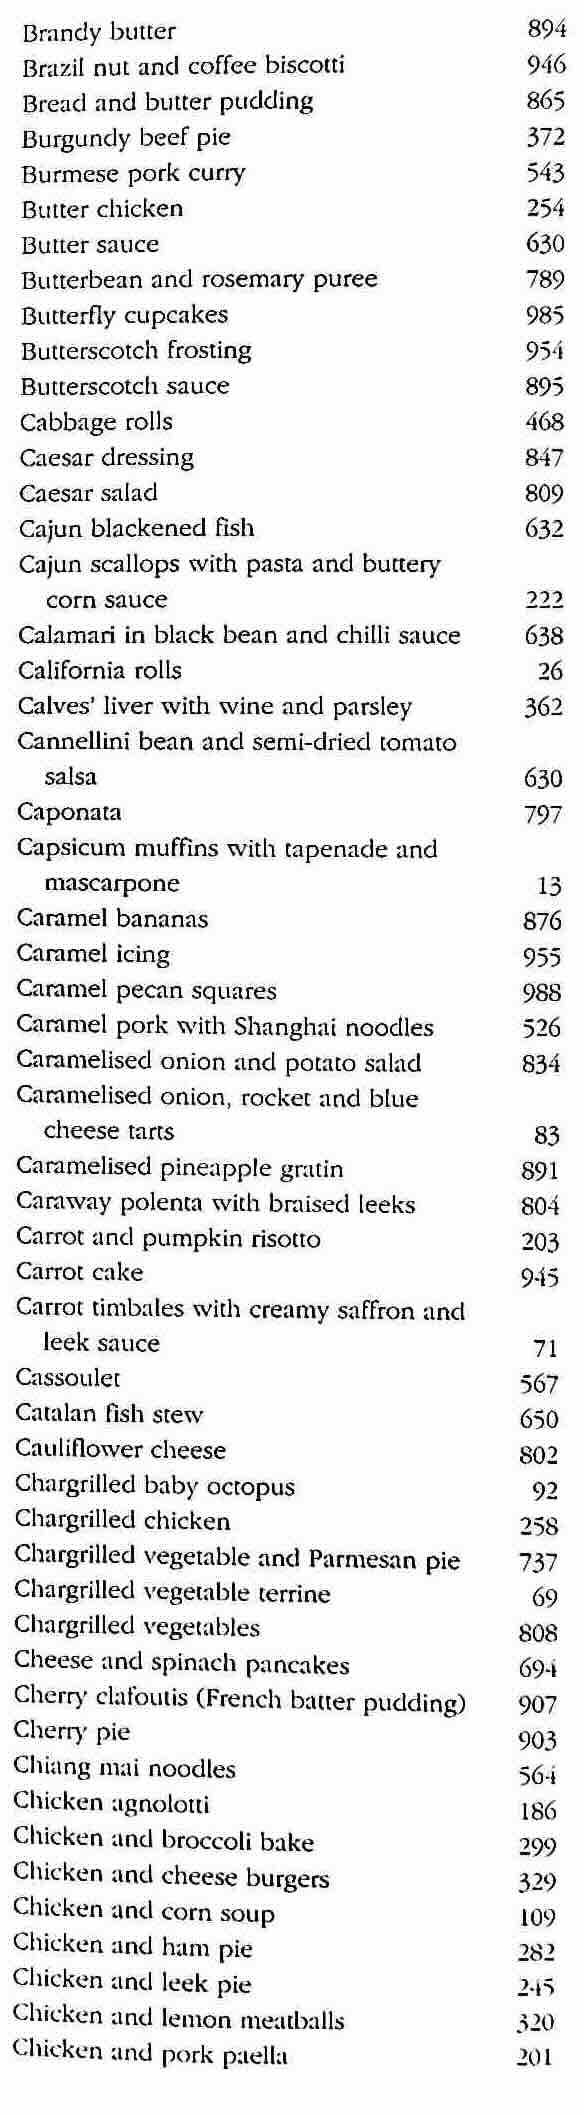 Brandy butter 894
Brazil nut and coffee biscotti 946
Bread and butter pudding 865
Burgundy beef pie 372
Burmese pork curry 543
Butter chicken 254
Butter sauce 630
Butterbean and rosemary puree 789
Butterfly cupcakes 985
Butterscotch frosting 954
Butterscotch sauce 895
Cabbage rolls 468
Caesar dressing 847
Caesar salad 809
Cajun blackened fish 632
Cajun scallops with pasta and buttery
corn sauce 222
Calamari in black bean and chilli sauce 638
California rolls 26
Calves' liver with wine and parsley 362
Cannellini bean and semi-dried tomato
salsa 630
Caponata 797
Capsicum muffins with tapenade and
mascarpone 13
Caramel bananas 876
Caramel icing 955
Caramel pecan squares 988
Caramel pork with Shanghai noodles 526
Caramelised onion and potato salad 834
Caramelised onion, rocket and blue
cheese tarts 83
Caramelised pineapple gratin 891
Caraway polenta with braised leeks 804
Carrot and pumpkin risotto 203
Carrot cake 945
Carrot timbales with creamy saffron and
leek sauce 71
Cassoulet 567
Catalan fish stew 650
Cauliflower cheese 802
Chargrilled baby octopus 92
Chargrilled chicken 258
Chargrilled vegetable and Parmesan pie 737
Chargrilled vegetable terrine 69
Chargrilled vegetables 808
Cheese and spinach pancakes 694
Cherry clafoutis (French batter pudding) 907
Cherry pie 903
Chiang mai noodles 564
Chicken agnolotti 186
Chicken and broccoli bake 299
Chicken and cheese burgers 329
Chicken and corn soup 109
Chicken and ham pie 282
Chicken and leek pie 245
Chicken and lemon meatballs 320
Chicken and pork paella 201